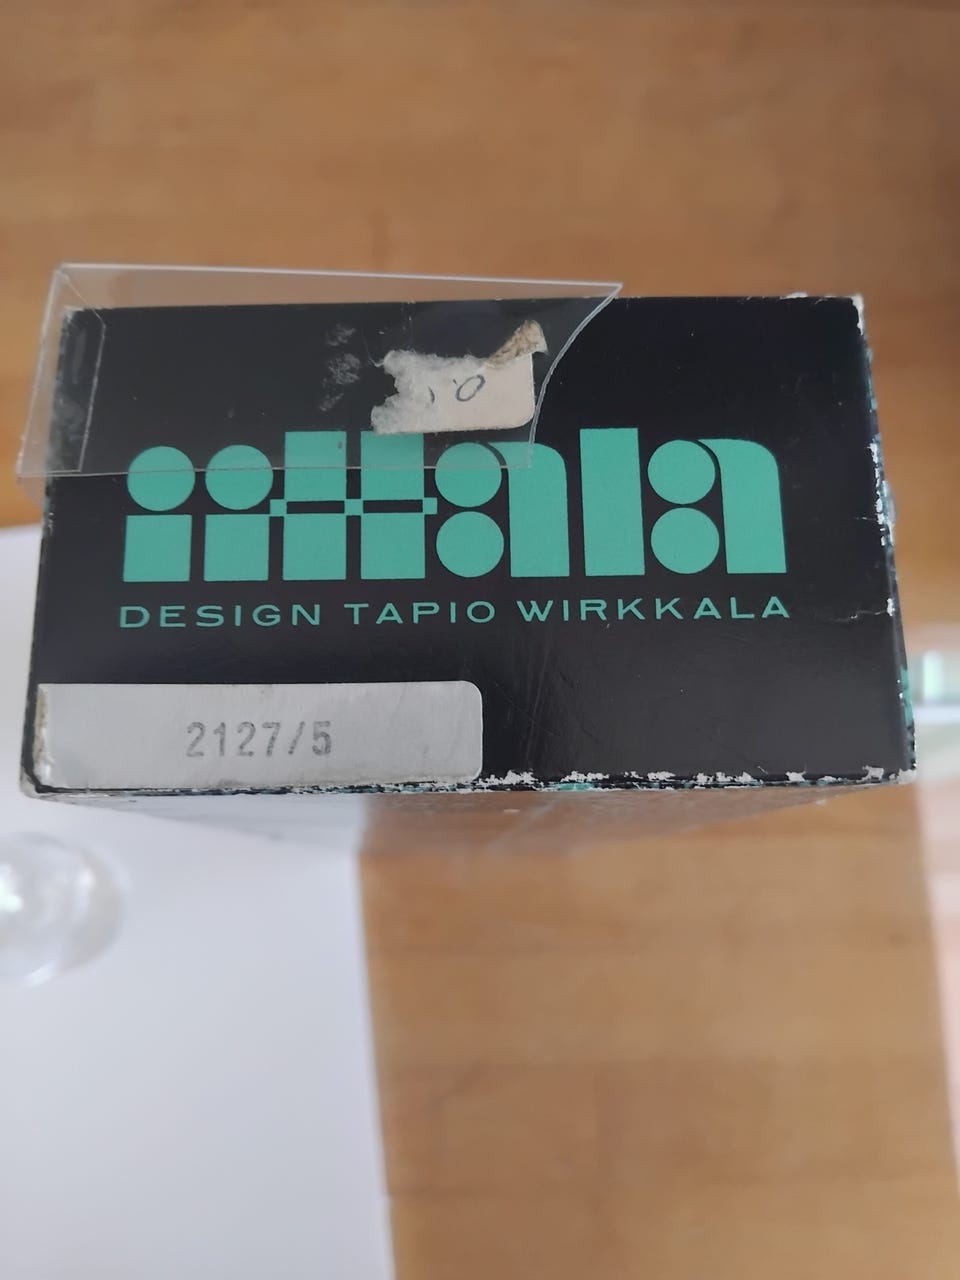 iittala
DESIGN TAPIO WIRKKALA
2127/5